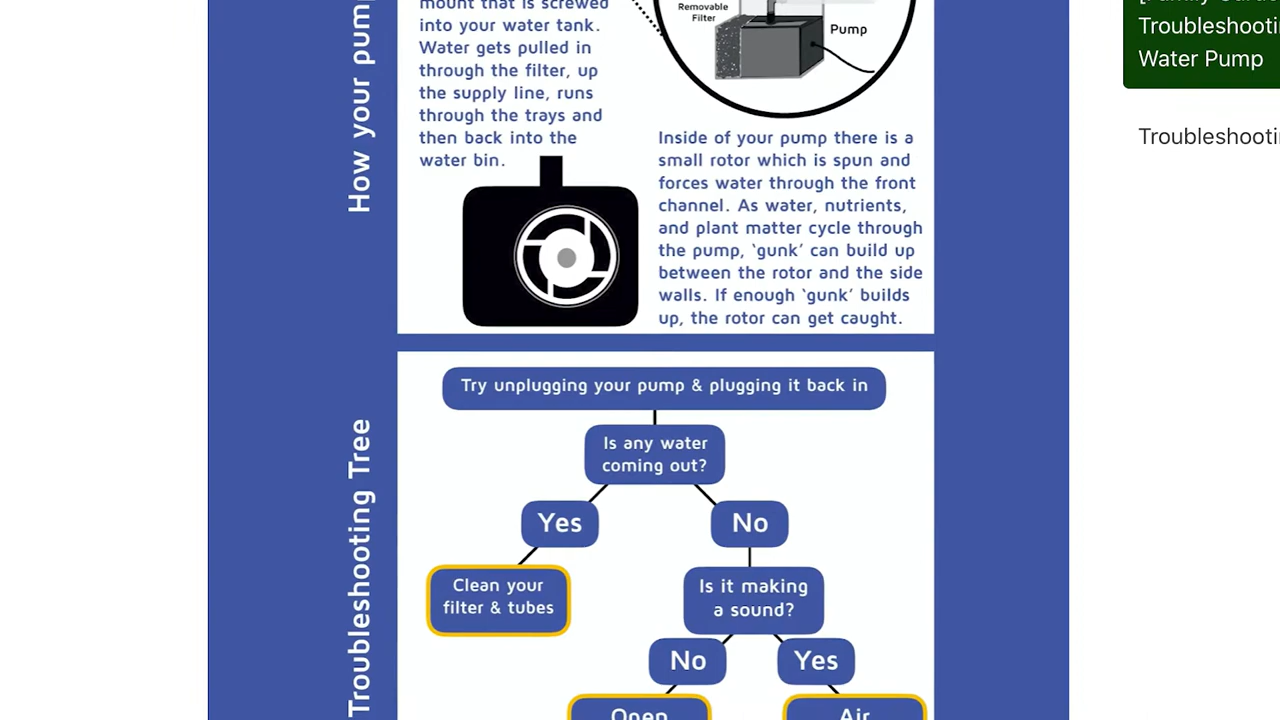 How your pump
mount that is screwed
into your water tank.
Water gets pulled in
through the filter, up
the supply line, runs
through the trays and
then back into the
water bin.
Removable
Filter
Pump
Inside of your pump there is a
small rotor which is spun and
forces water through the front
channel. As water, nutrients,
and plant matter cycle through
the pump, ‘gunk’ can build up
between the rotor and the side
walls. If enough ‘gunk’ builds
up, the rotor can get caught.
Troubleshooting Tree
Try unplugging your pump & plugging it back in
Is any water
coming out?
Yes
No
Clean your
filter & tubes
Is it making
a sound?
No
Yes
Open
Air
Troubleshooti
Water Pump
Troubleshooti